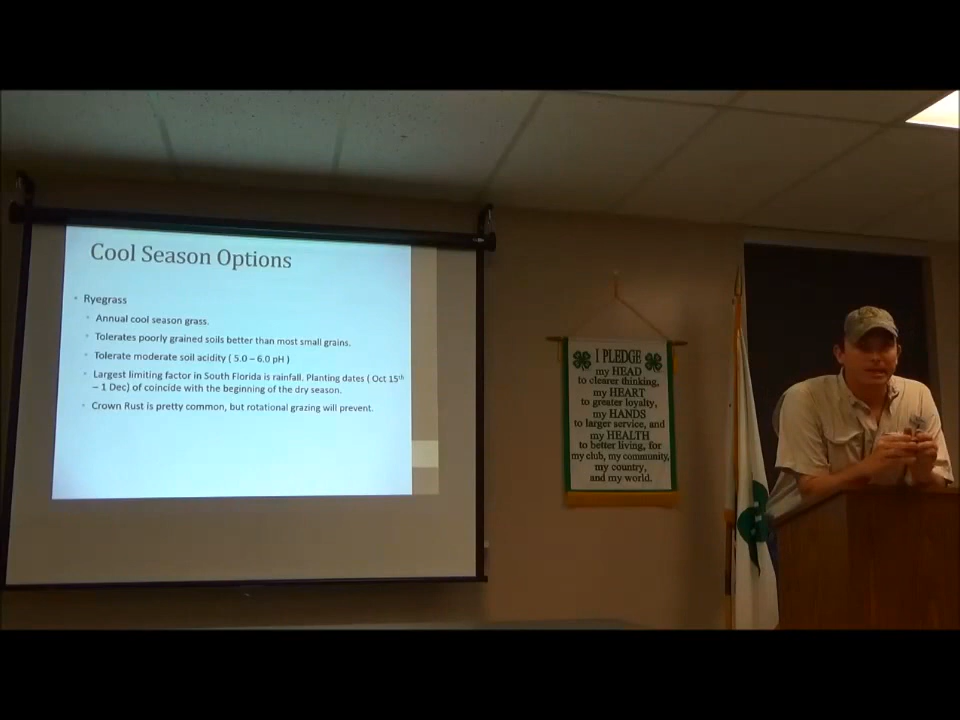 Cool Season Options
• Ryegrass
• Annual cool season grass.
• Tolerates poorly grained soils better than most small grains.
• Tolerate moderate soil acidity ( 5.0 – 6.0 pH )
• Largest limiting factor in South Florida is rainfall. Planting dates ( Oct 15th
– 1 Dec) of coincide with the beginning of the dry season.
• Crown Rust is pretty common, but rotational grazing will prevent.
I PLEDGE
my HEAD
to clearer thinking,
my HEART
to greater loyalty,
my HANDS
to larger service, and
my HEALTH
to better living, for
my club, my community,
my country,
and my world.